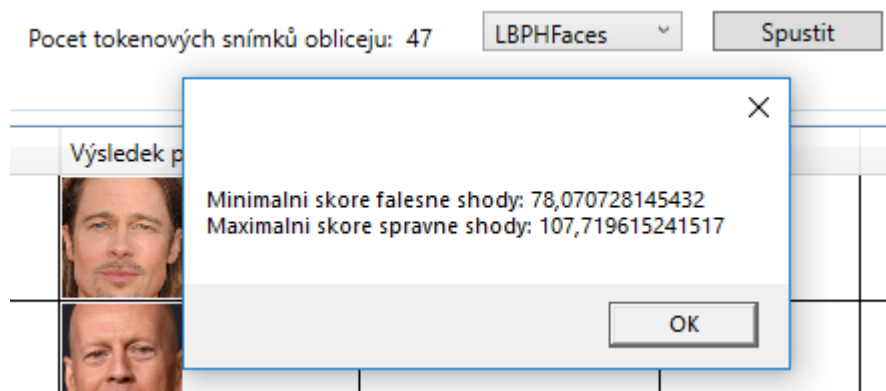 Pocet tokenových snímků obliceju: 47
LBPHFaces
Spustit
Výsledek p
Minimalni skore falesne shody: 78,070728145432
Maximalni skore spravne shody: 107,719615241517
OK